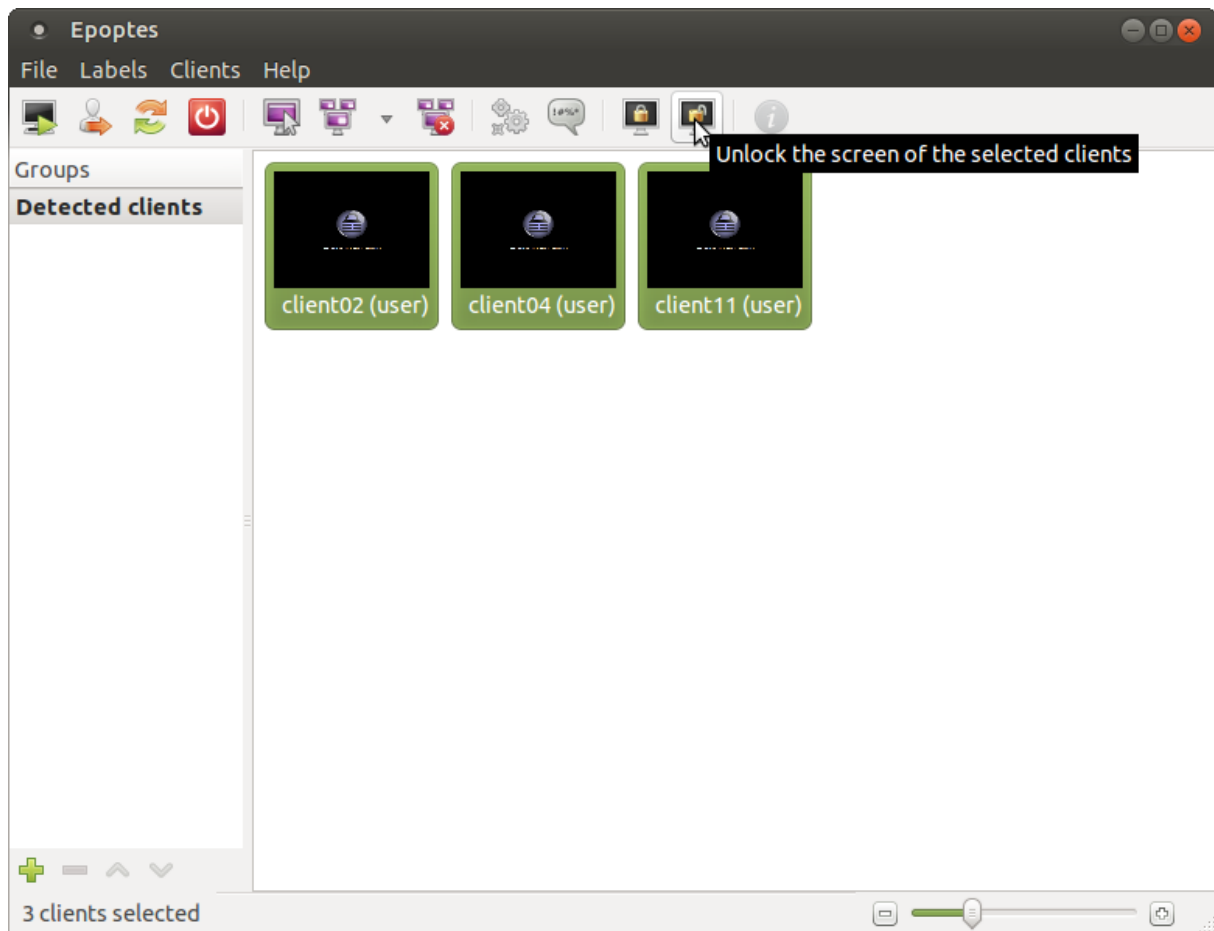 Epoptes
File Labels Clients Help
!@%*
Unlock the screen of the selected clients
Groups
Detected clients
client02 (user) client04 (user) client11 (user)
3 clients selected